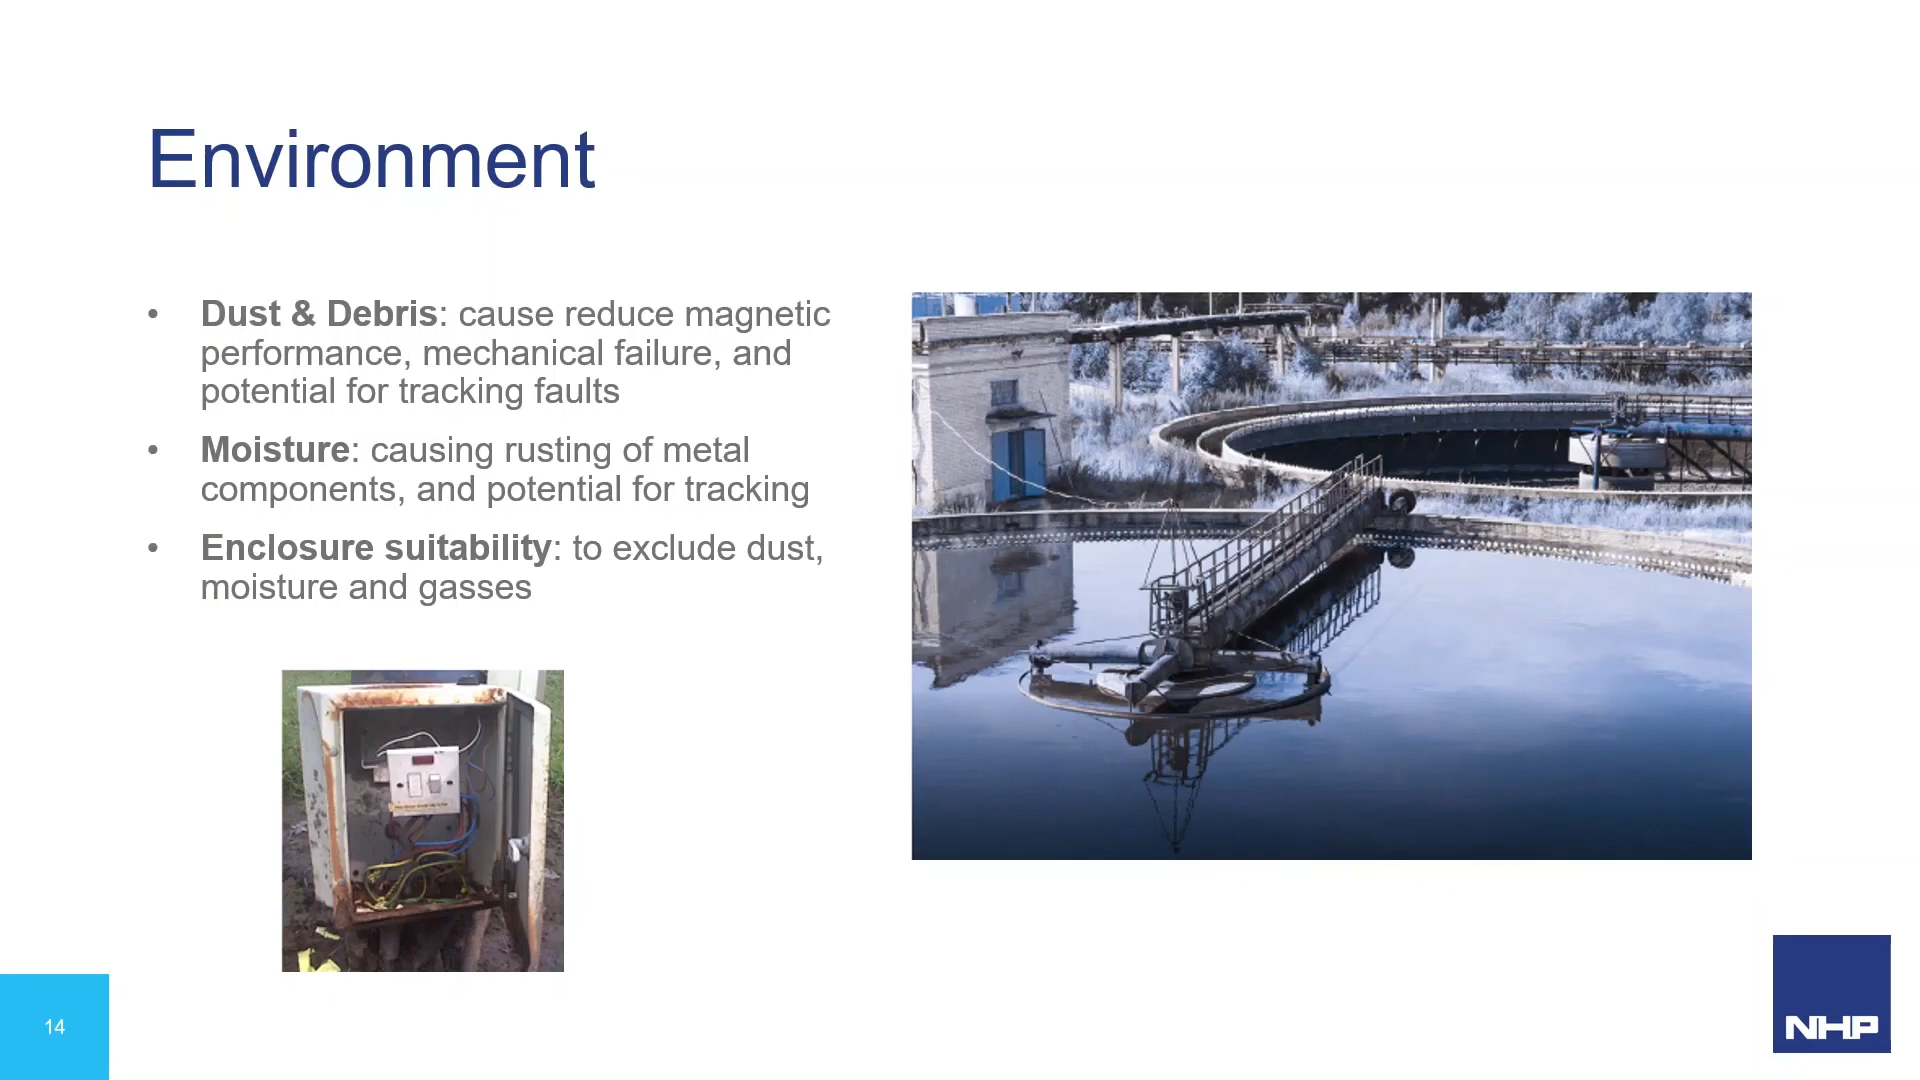 Environment
• Dust & Debris: cause reduce magnetic
performance, mechanical failure, and
potential for tracking faults
• Moisture: causing rusting of metal
components, and potential for tracking
• Enclosure suitability: to exclude dust,
moisture and gasses
14
NHP